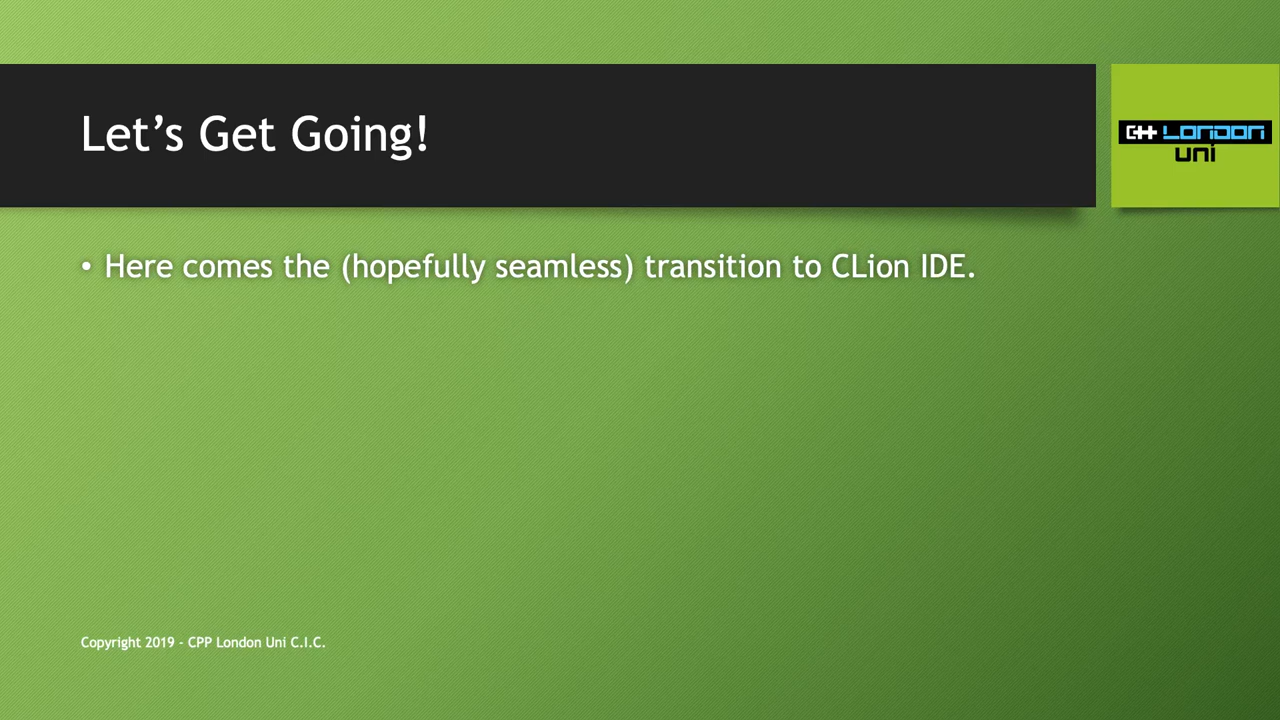 Let’s Get Going!
C++ London
uni
• Here comes the (hopefully seamless) transition to CLion IDE.
Copyright 2019 - CPP London Uni C.I.C.